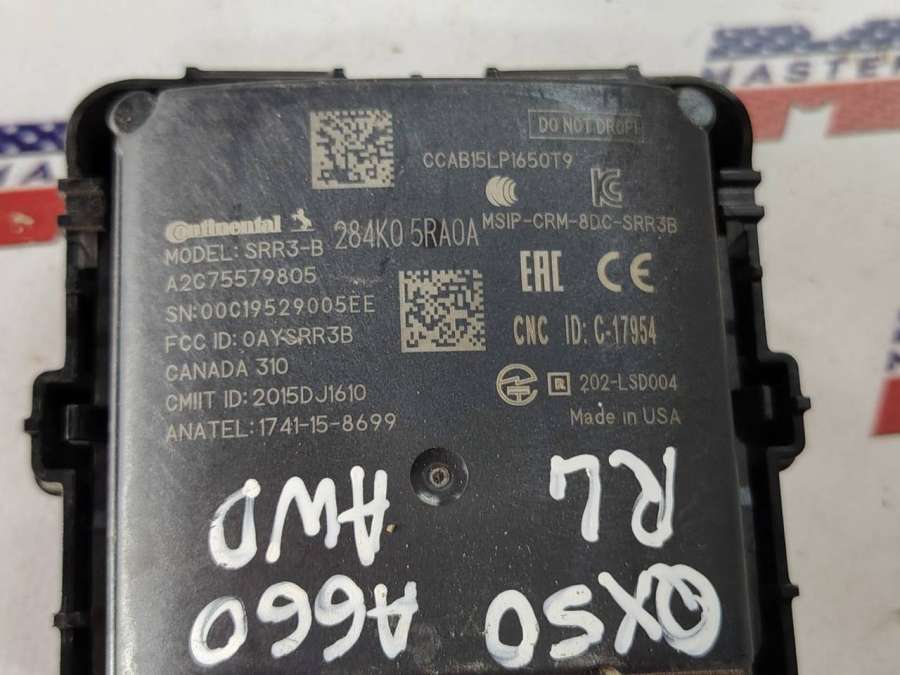 MASTER
DO NOT DROP!
CCAB15LP1650T9
Continental
284K0 5RA0A
MSIP-CRM-8DC-SRR3B
MODEL: SRR3-B
A2C75579805
EAC CE
SN:00C19529005EE
FCC ID: OAYSRR3B
CNC ID: C-17954
CANADA 310
R 202-LSD004
CMIIT ID: 2015DJ1610
Made in USA
ANATEL: 1741-15-8699
RL
AWD
QX50
A660